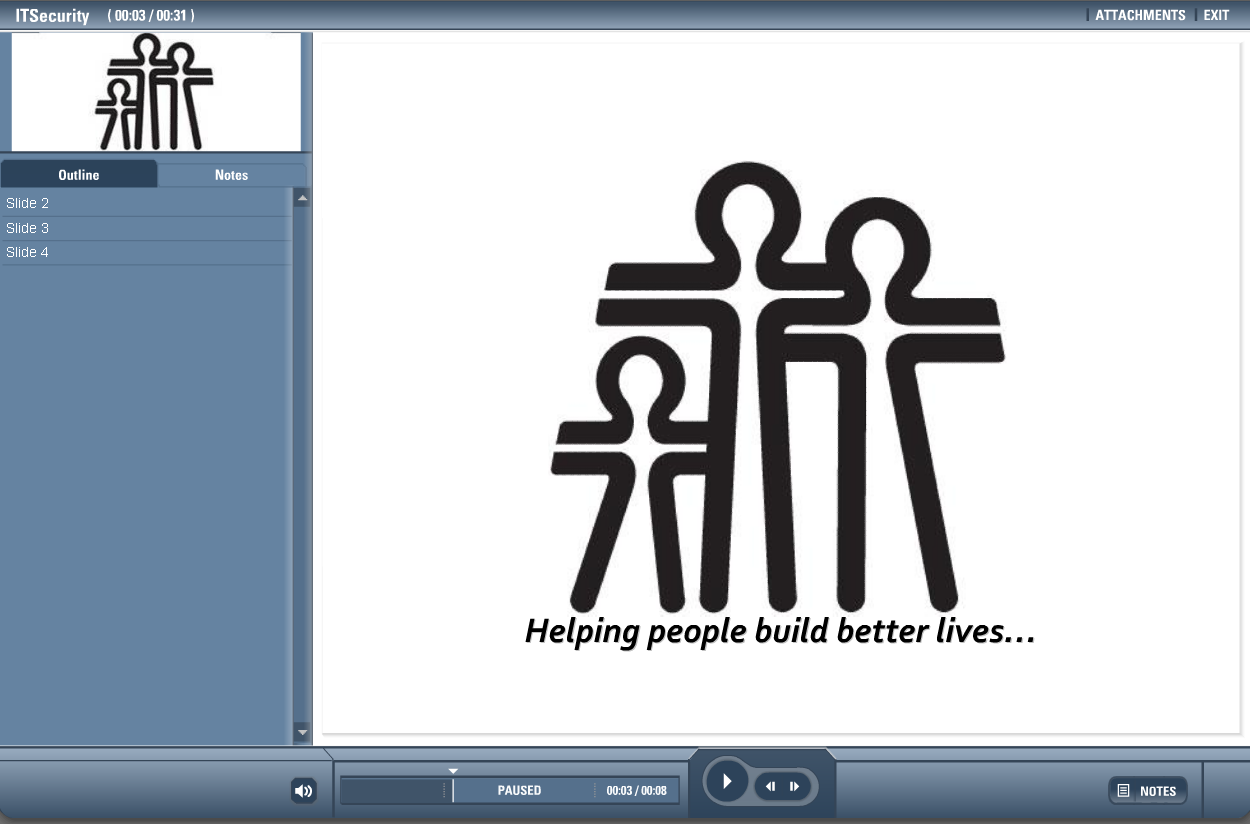 ITSecurity ( 00:03 / 00:31 )
ATTACHMENTS EXIT
Outline Notes
Slide 2
Slide 3
Slide 4
Helping people build better lives...
PAUSED 00:03 / 00:08
NOTES